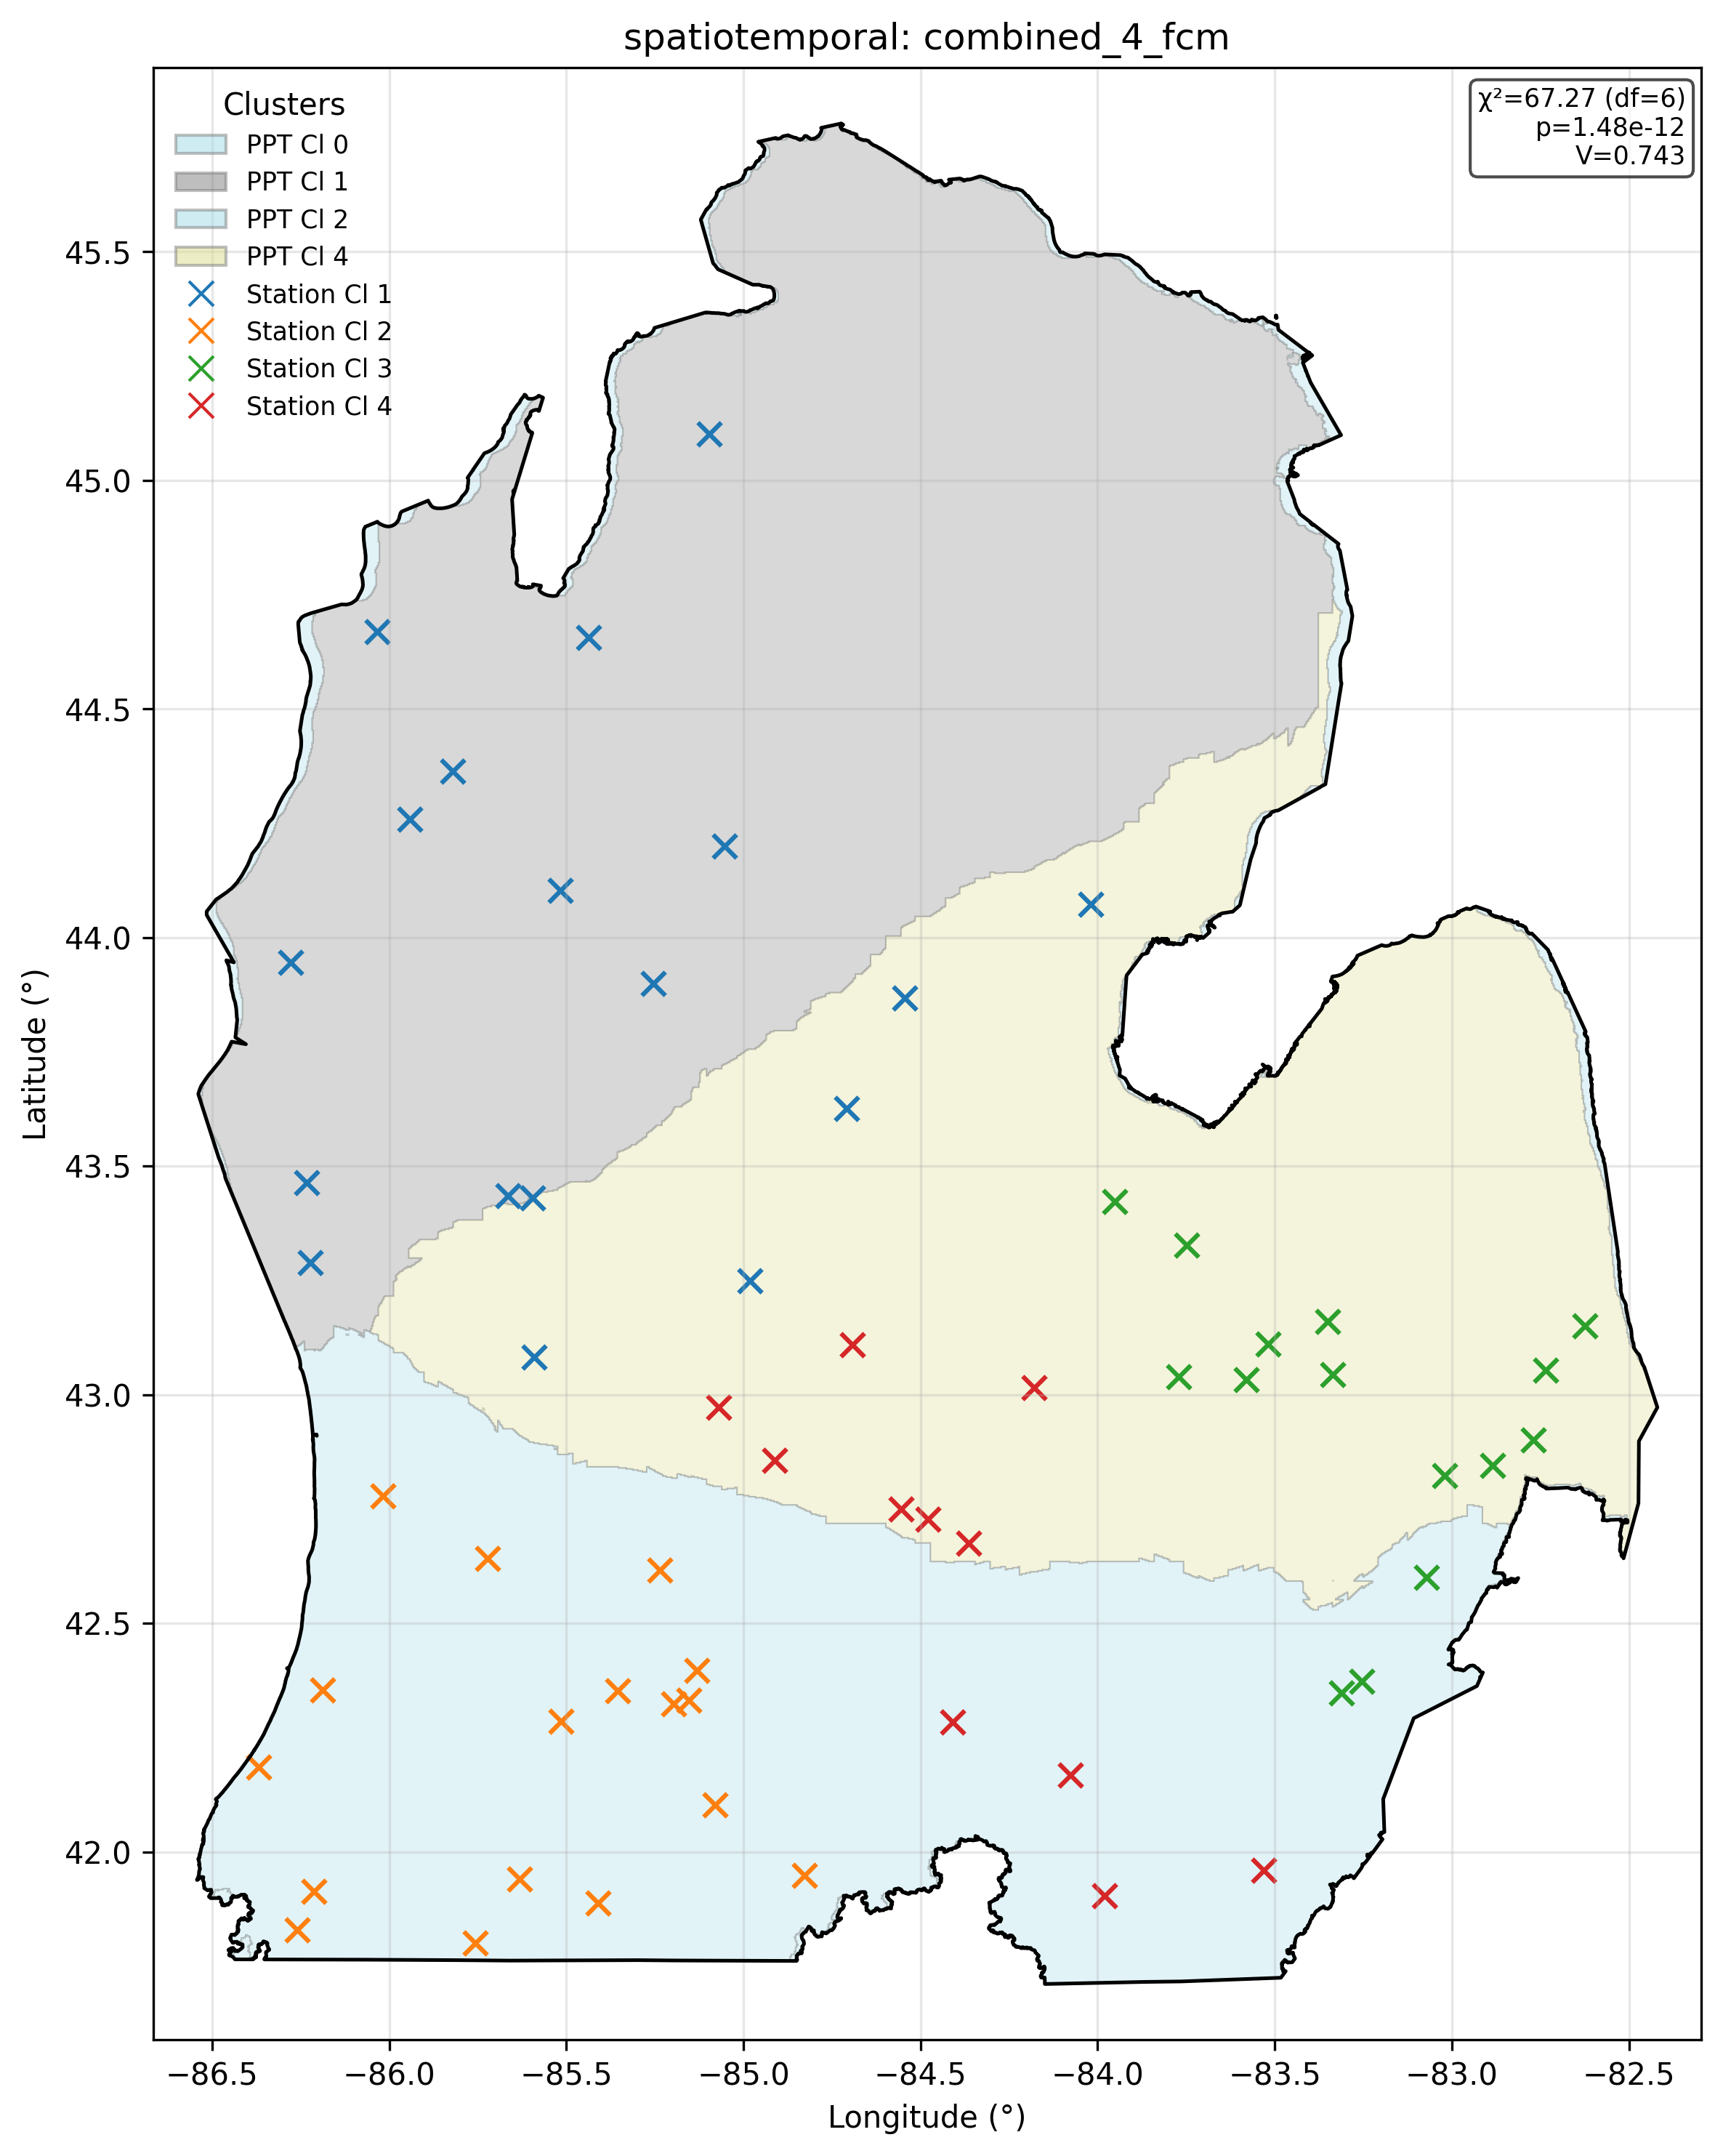 spatiotemporal: combined_4_fcm
Clusters
PPT Cl 0
PPT Cl 1
PPT Cl 2
PPT Cl 4
Station Cl 1
Station Cl 2
Station Cl 3
Station Cl 4
χ²=67.27 (df=6)
p=1.48e-12
V=0.743
45.5
45.0
44.5
44.0
43.5
43.0
42.5
42.0
Latitude (°)
−86.5 −86.0 −85.5 −85.0 −84.5 −84.0 −83.5 −83.0 −82.5
Longitude (°)